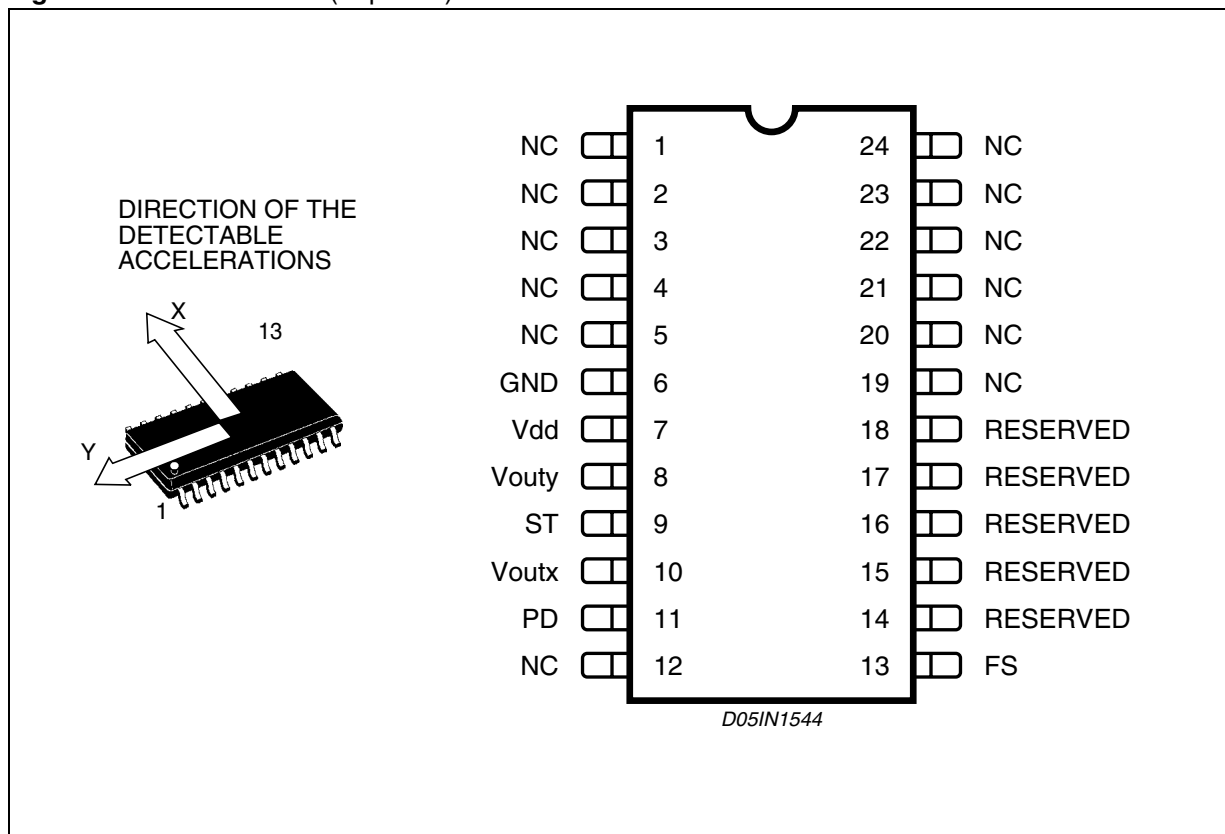 DIRECTION OF THE
DETECTABLE
ACCELERATIONS
X
13
Y
1
NC 1 24 NC
NC 2 23 NC
NC 3 22 NC
NC 4 21 NC
NC 5 20 NC
GND 6 19 NC
Vdd 7 18 RESERVED
Vouty 8 17 RESERVED
ST 9 16 RESERVED
Voutx 10 15 RESERVED
PD 11 14 RESERVED
NC 12 13 FS
D05IN1544